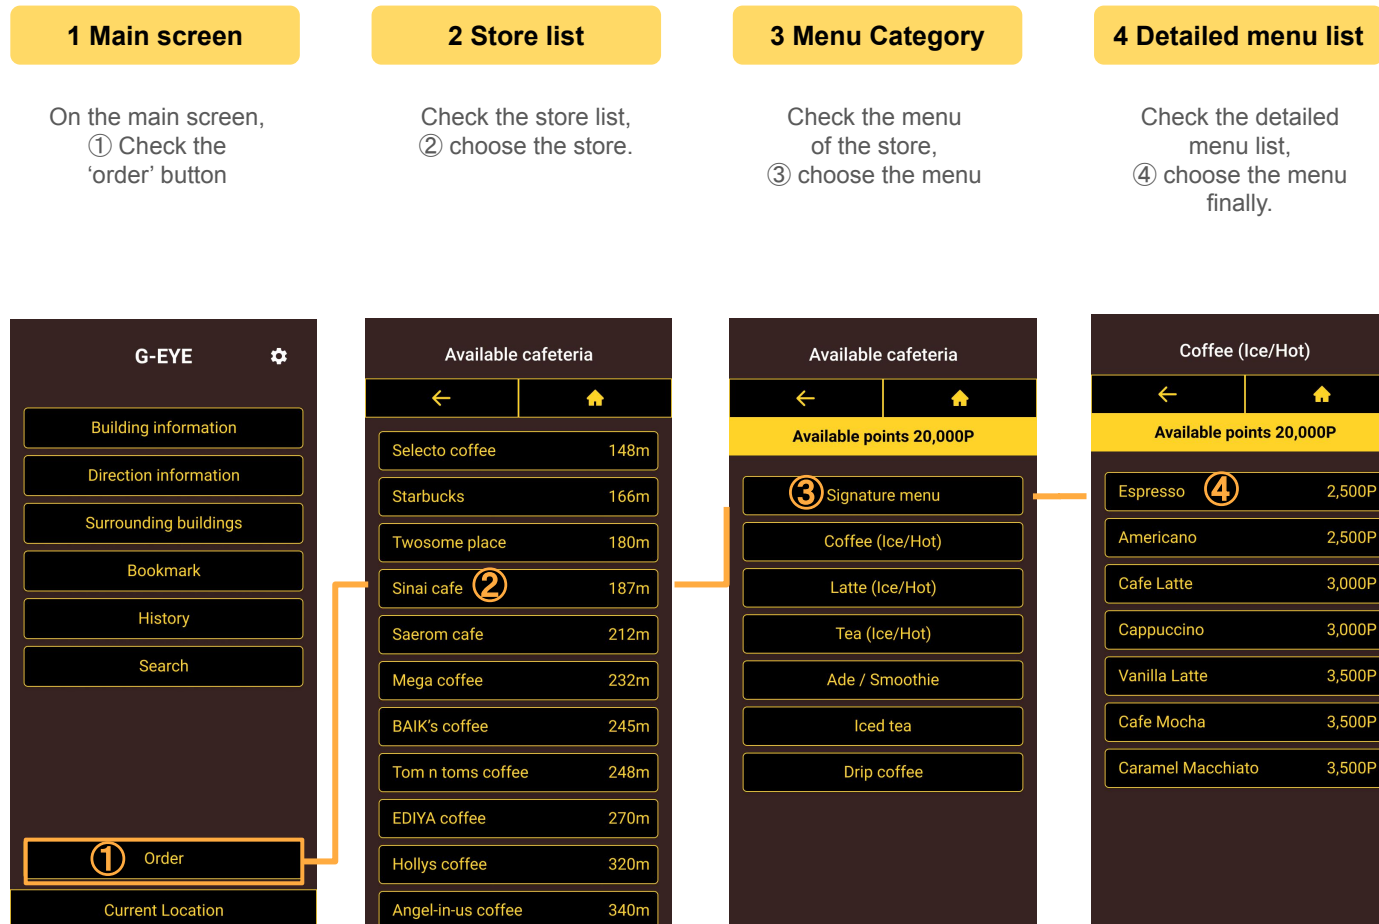 1 Main screen
On the main screen,
① Check the
‘order’ button
2 Store list
Check the store list,
② choose the store.
3 Menu Category
Check the menu
of the store,
③ choose the menu
4 Detailed menu list
Check the detailed
menu list,
④ choose the menu
finally.
G-EYE
Building information
Direction information
Surrounding buildings
Bookmark
History
Search
① Order
Current Location
Available cafeteria
Selecto coffee 148m
Starbucks 166m
Twosome place 180m
Sinai cafe ② 187m
Saerom cafe 212m
Mega coffee 232m
BAIK’s coffee 245m
Tom n toms coffee 248m
EDIYA coffee 270m
Hollys coffee 320m
Angel-in-us coffee 340m
Available cafeteria
Available points 20,000P
③ Signature menu
Coffee (Ice/Hot)
Latte (Ice/Hot)
Tea (Ice/Hot)
Ade / Smoothie
Iced tea
Drip coffee
Coffee (Ice/Hot)
Available points 20,000P
Espresso ④ 2,500P
Americano 2,500P
Cafe Latte 3,000P
Cappuccino 3,000P
Vanilla Latte 3,500P
Cafe Mocha 3,500P
Caramel Macchiato 3,500P